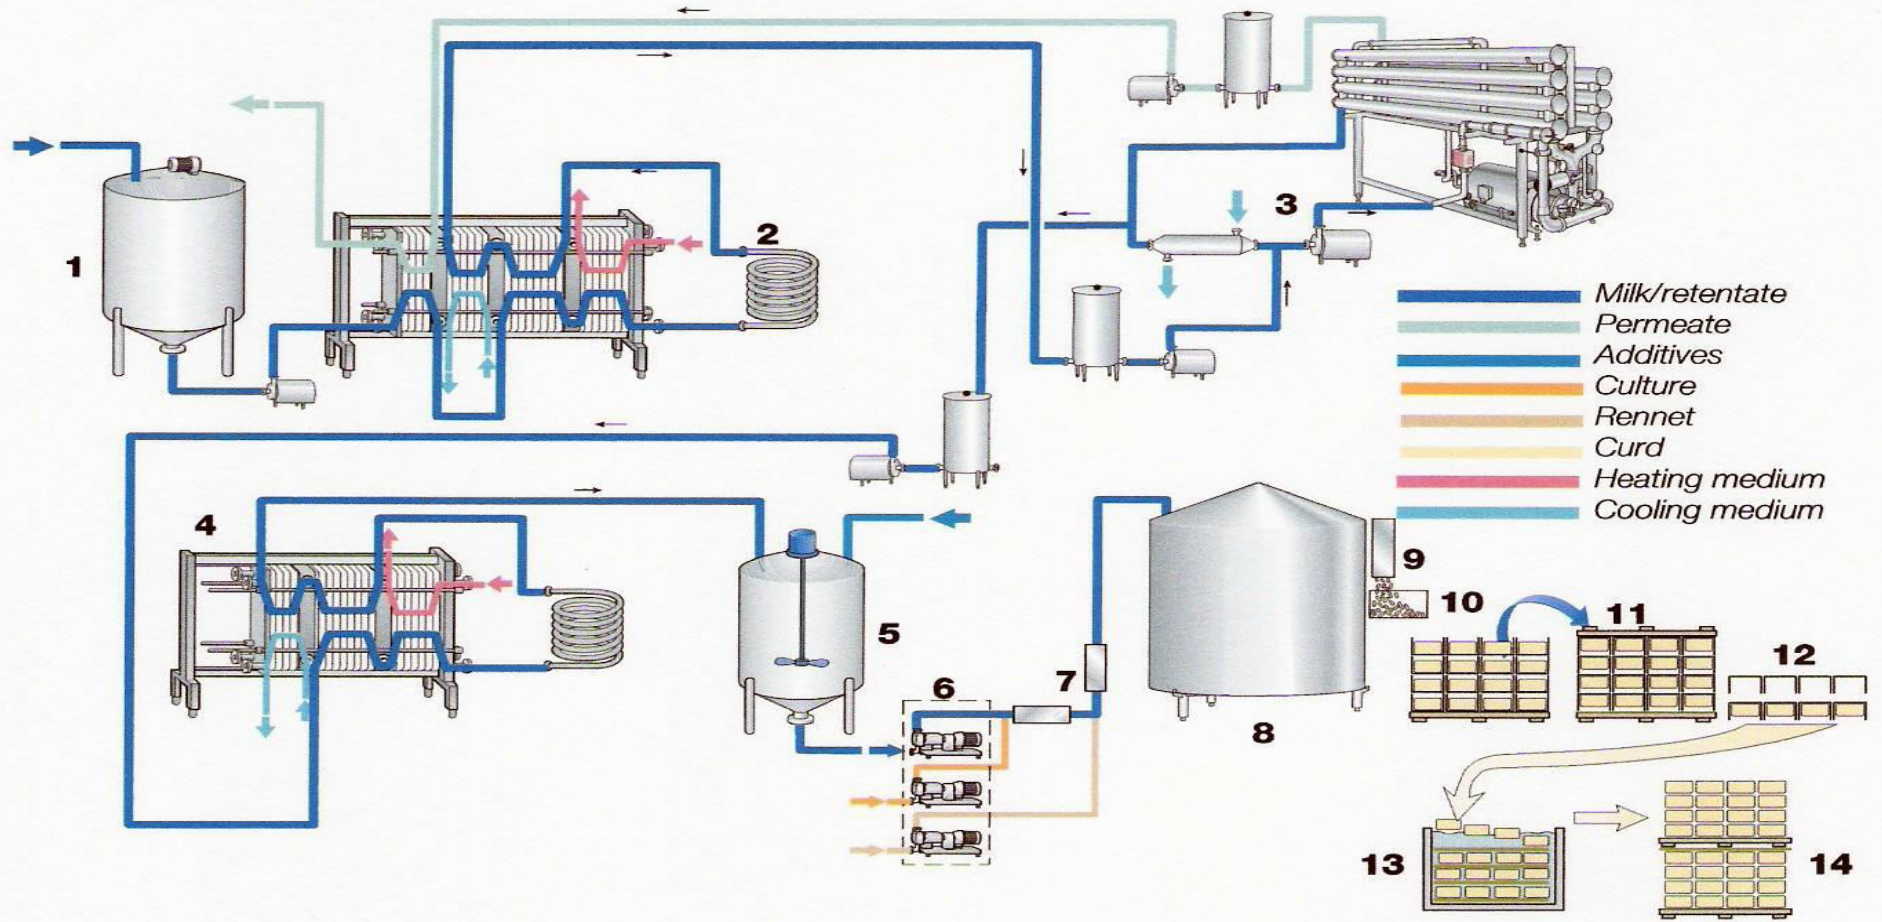 1
2
3
Milk/retentate
Permeate
Additives
Culture
Rennet
Curd
Heating medium
Cooling medium
4
5
6
7
8
9
10
11
12
13
14